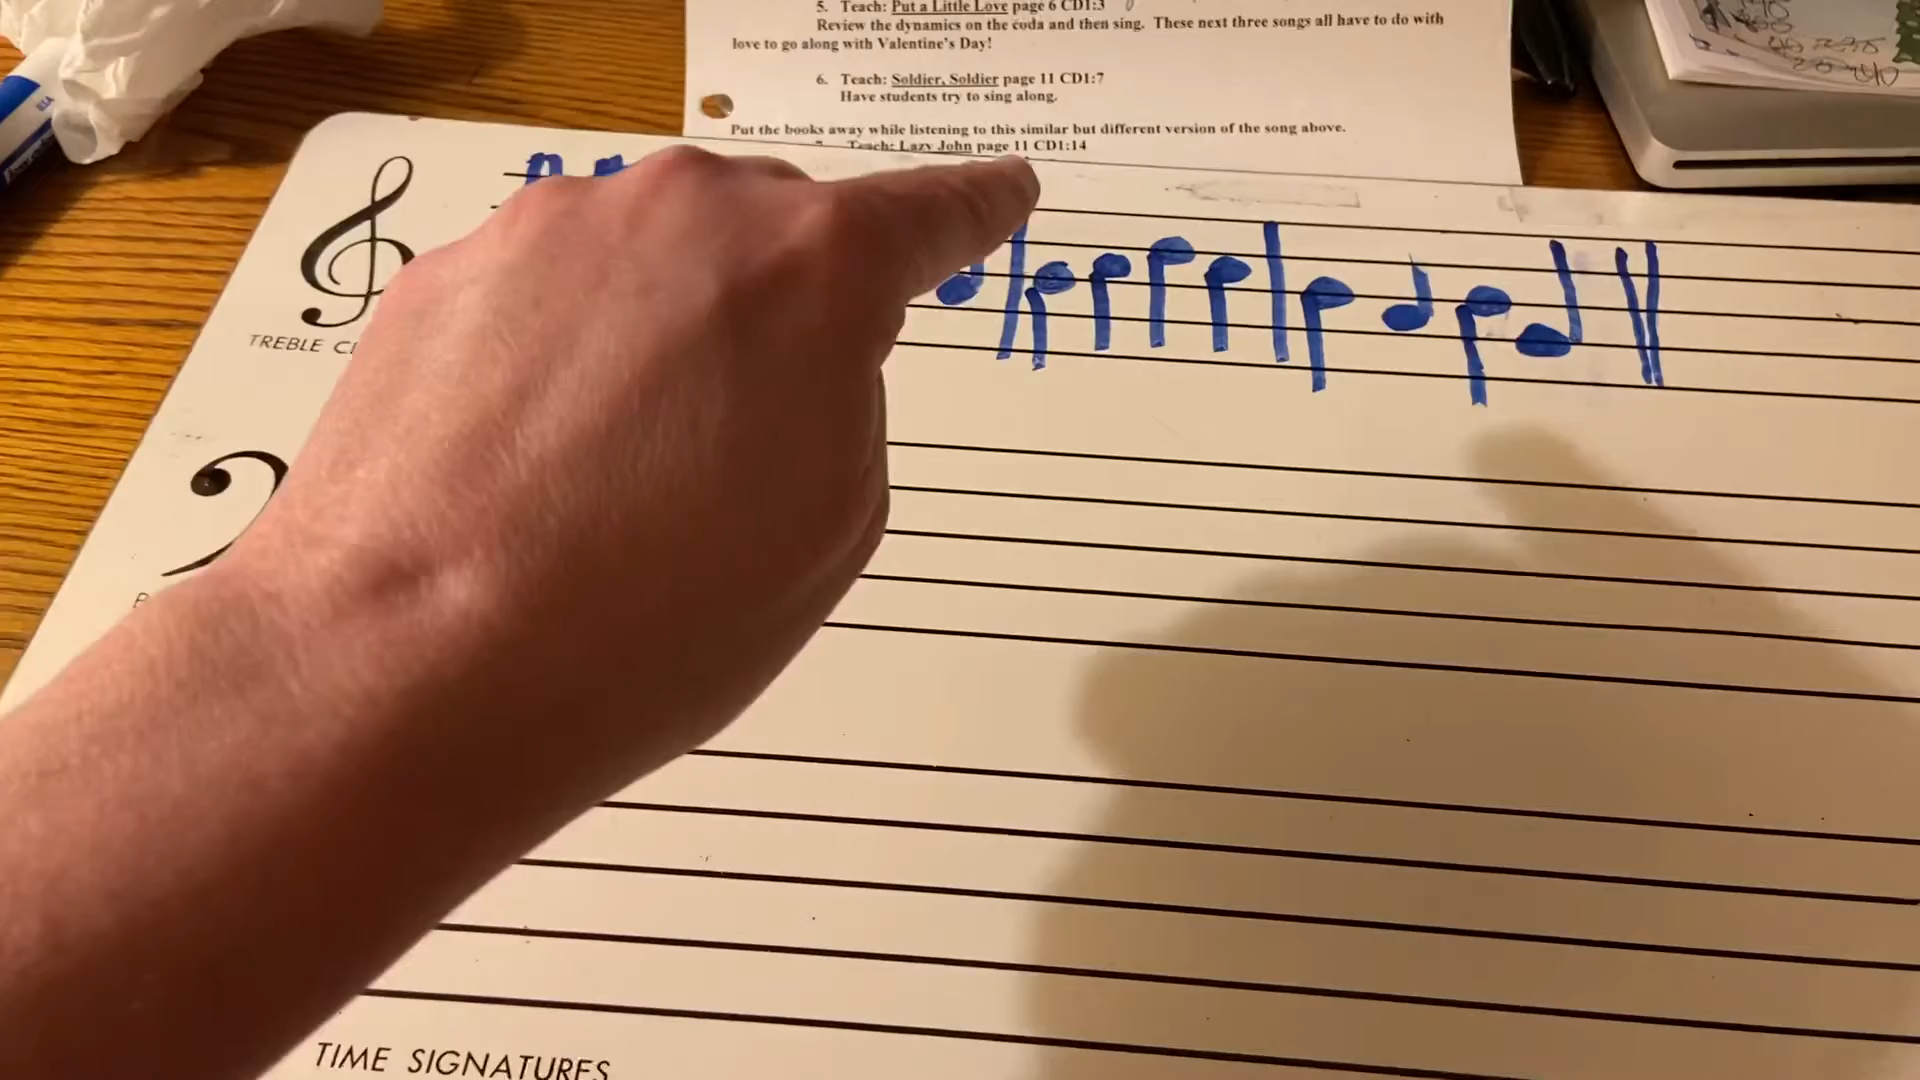 5. Teach: Put a Little Love page 6 CD1:3
Review the dynamics on the coda and then sing. These next three songs all have to do with
love to go along with Valentine's Day!
6. Teach: Soldier, Soldier page 11 CD1:7
Have students try to sing along.
Put the books away while listening to this similar but different version of the song above.
Teach: Lazy John page 11 CD1:14
USA
TREBLE
TIME SIGNATURES